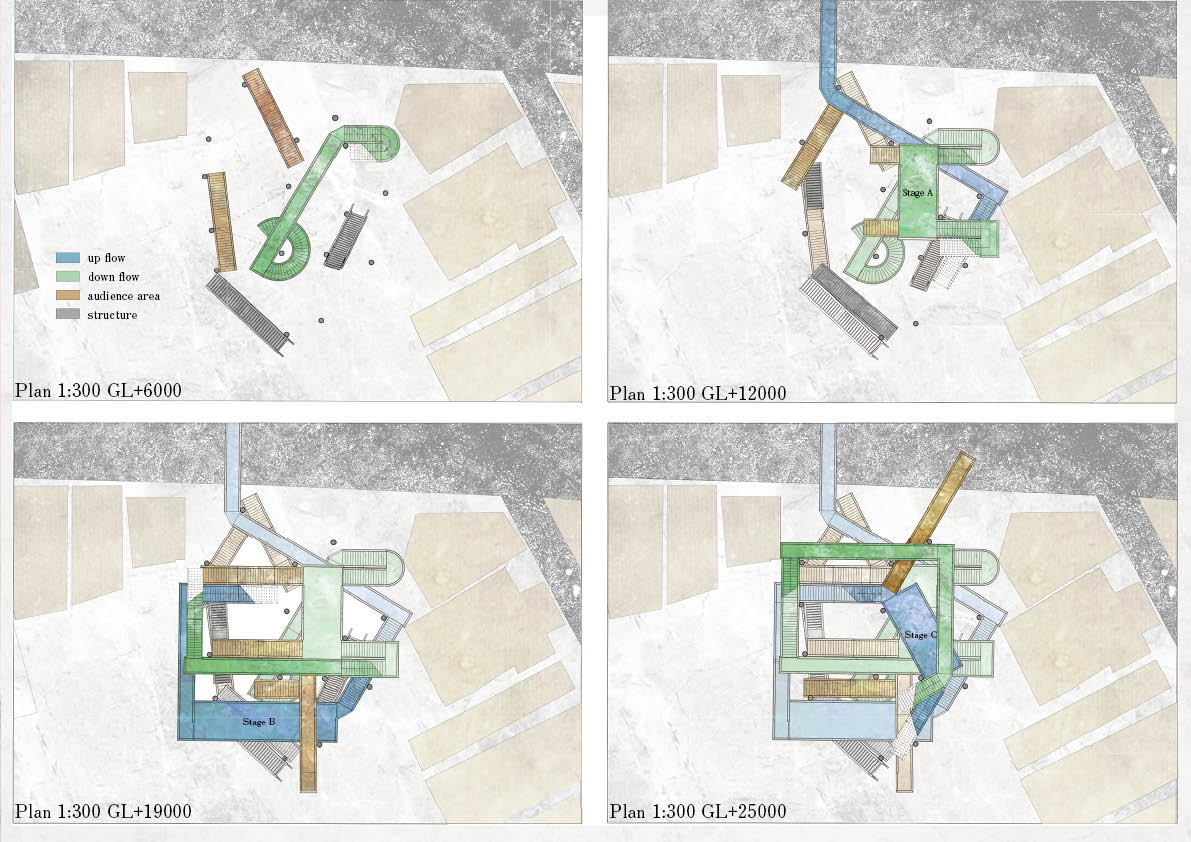 up flow
down flow
audience area
structure
Plan 1:300 GL+6000
Stage A
Plan 1:300 GL+12000
Stage B
Plan 1:300 GL+19000
Stage C
Plan 1:300 GL+25000